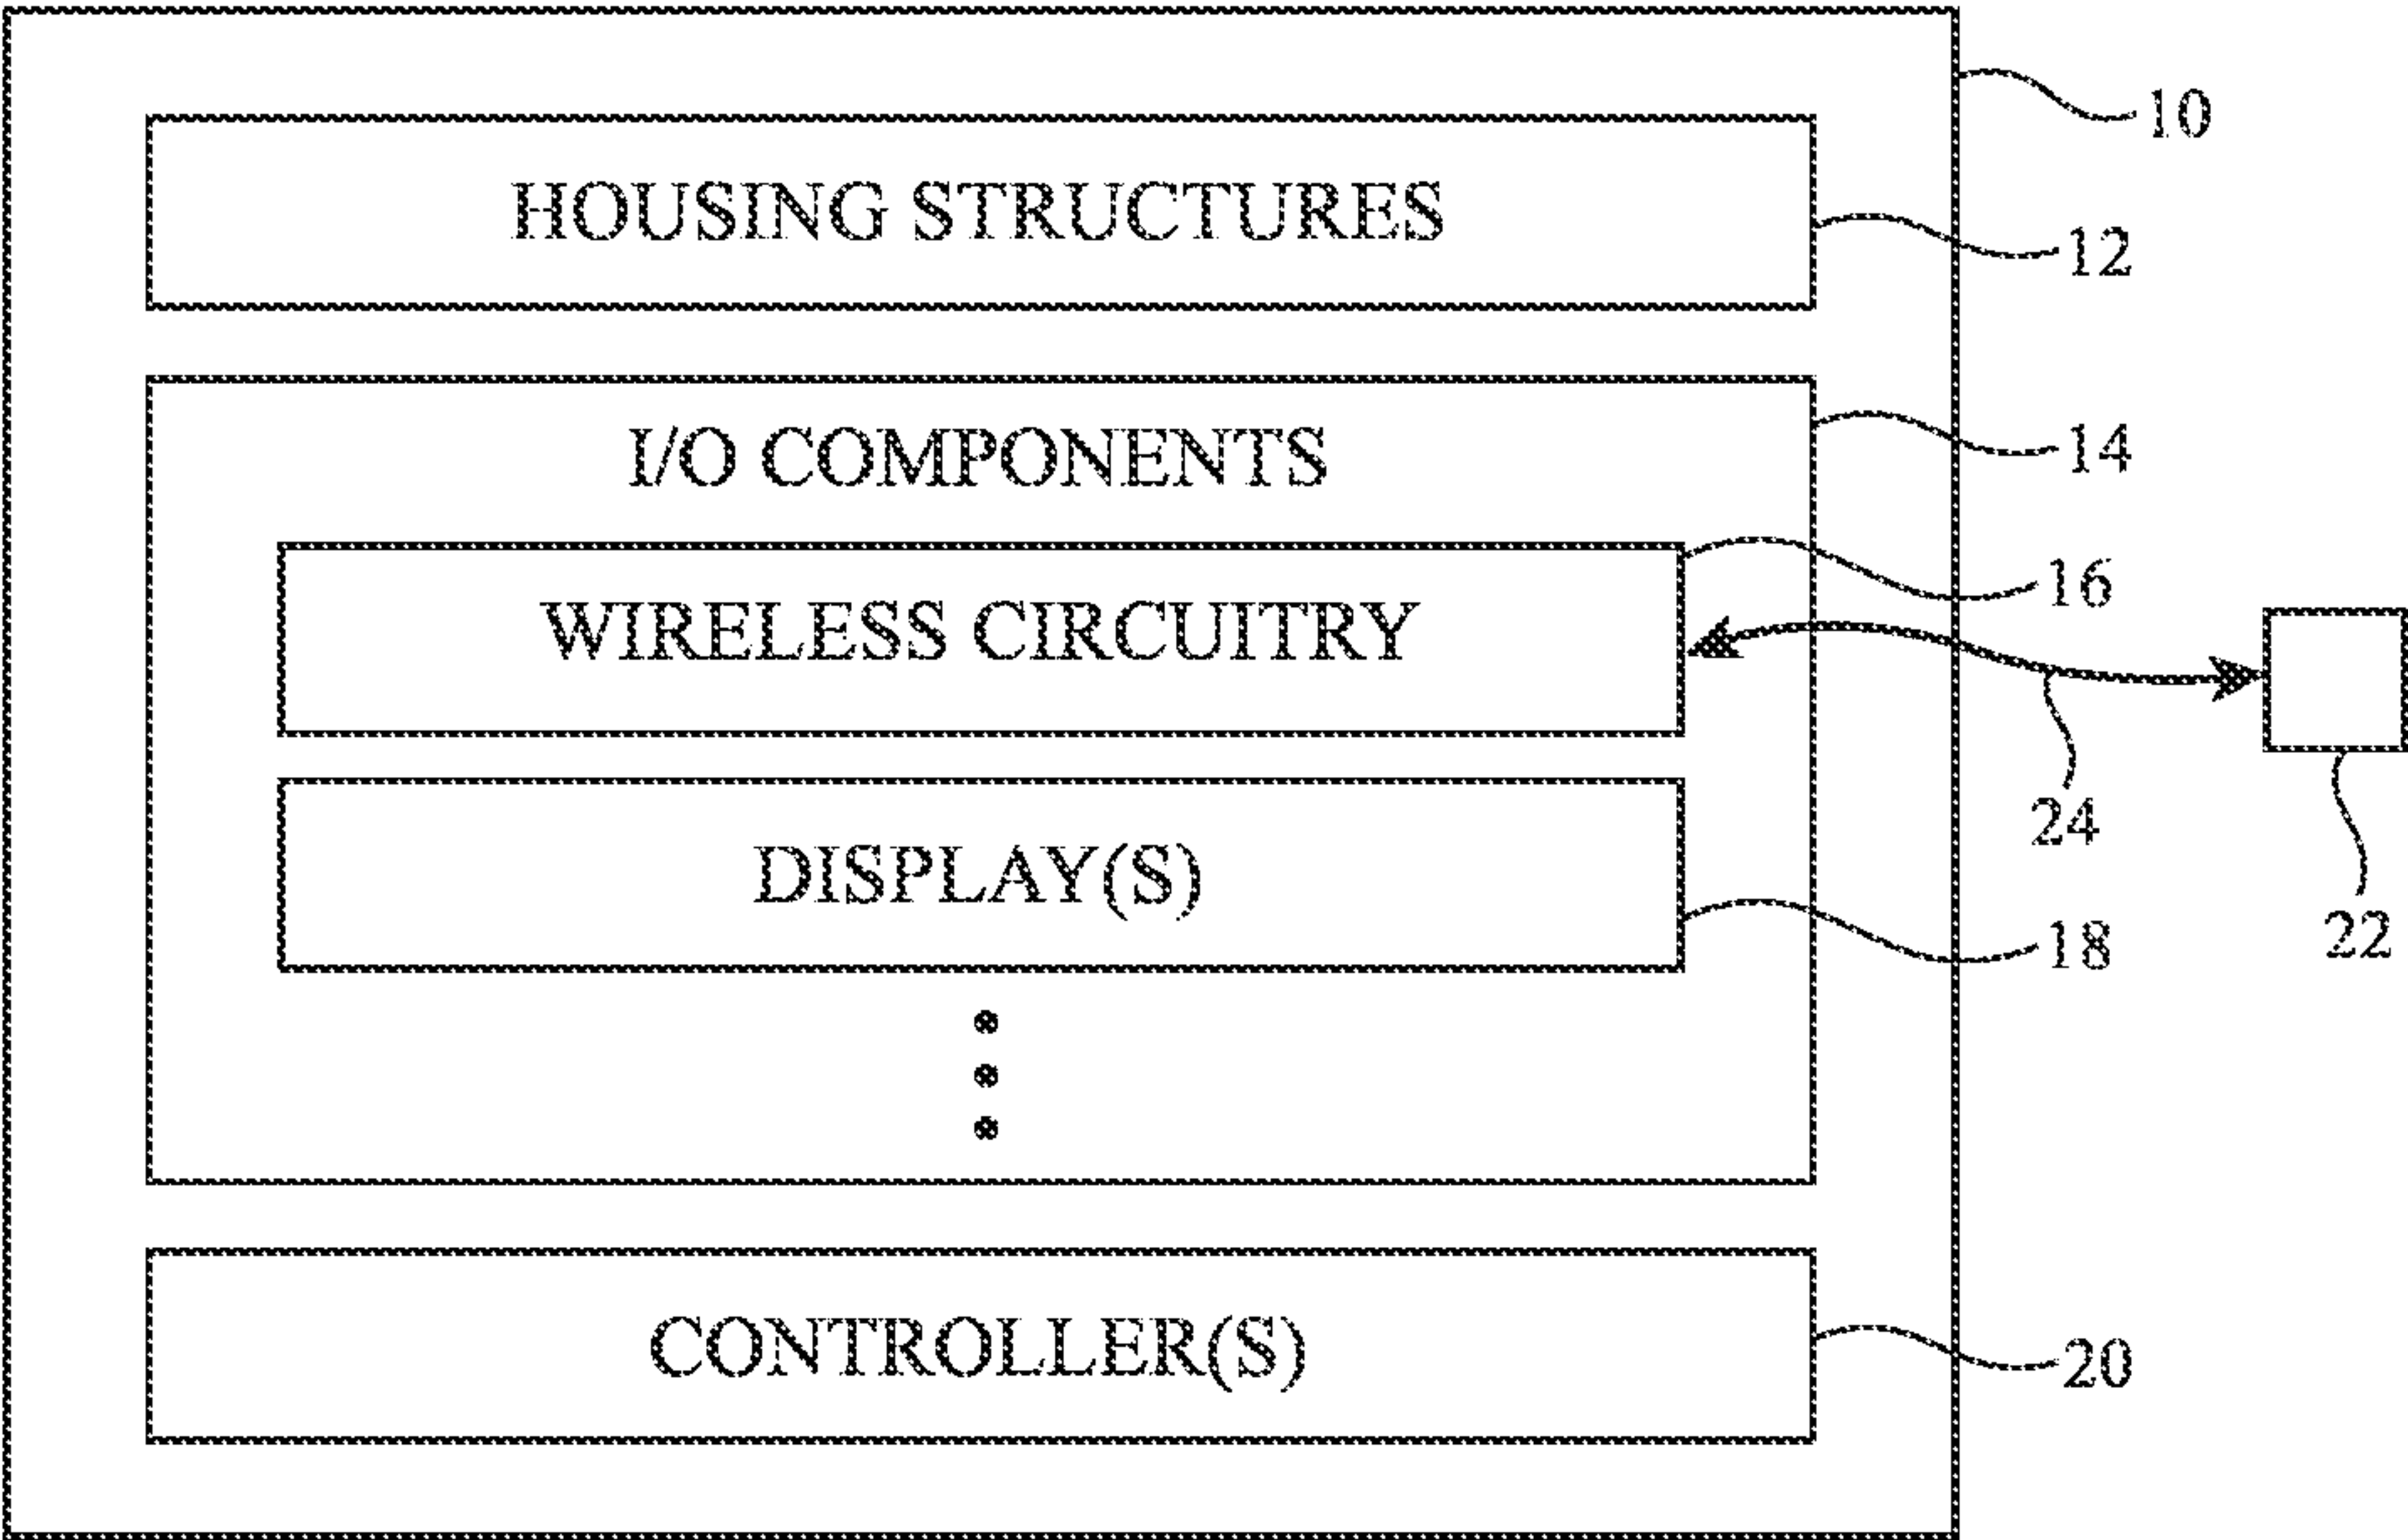 10
HOUSING STRUCTURES
12
I/O COMPONENTS
14
16
WIRELESS CIRCUITRY
24
DISPLAY(S)
22
18
CONTROLLER(S)
20